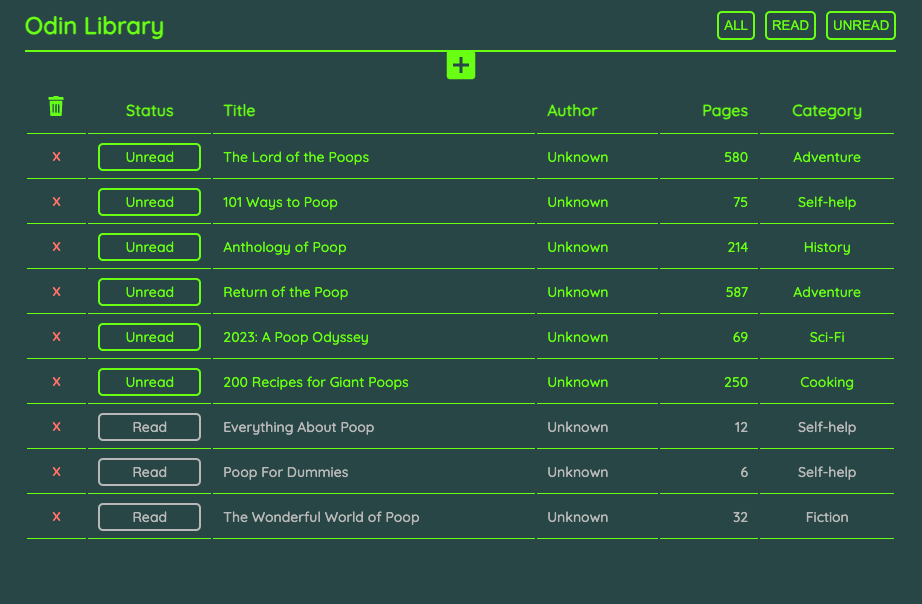 Odin Library ALL READ UNREAD
+
Status Title Author Pages Category
x Unread The Lord of the Poops Unknown 580 Adventure
x Unread 101 Ways to Poop Unknown 75 Self-help
x Unread Anthology of Poop Unknown 214 History
x Unread Return of the Poop Unknown 587 Adventure
x Unread 2023: A Poop Odyssey Unknown 69 Sci-Fi
x Unread 200 Recipes for Giant Poops Unknown 250 Cooking
x Read Everything About Poop Unknown 12 Self-help
x Read Poop For Dummies Unknown 6 Self-help
x Read The Wonderful World of Poop Unknown 32 Fiction